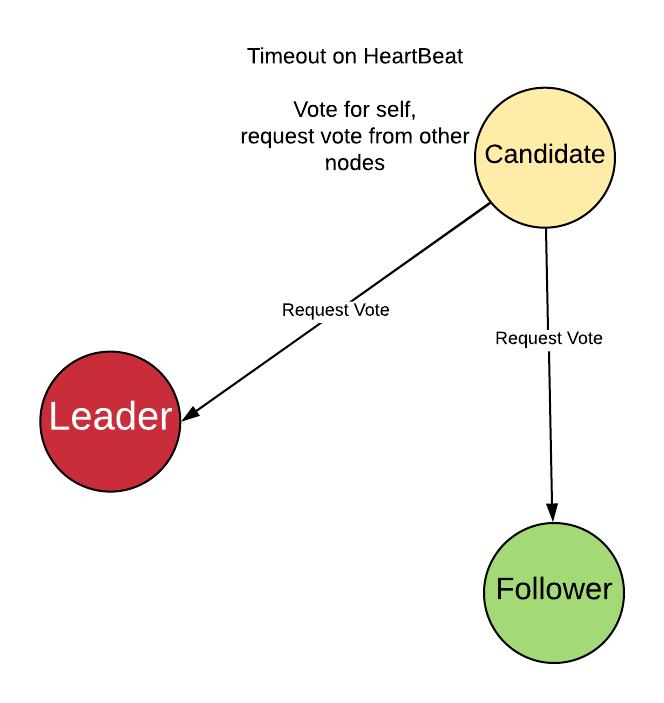 Timeout on HeartBeat
Vote for self,
request vote from other
nodes
Candidate
Request Vote
Request Vote
Leader
Follower